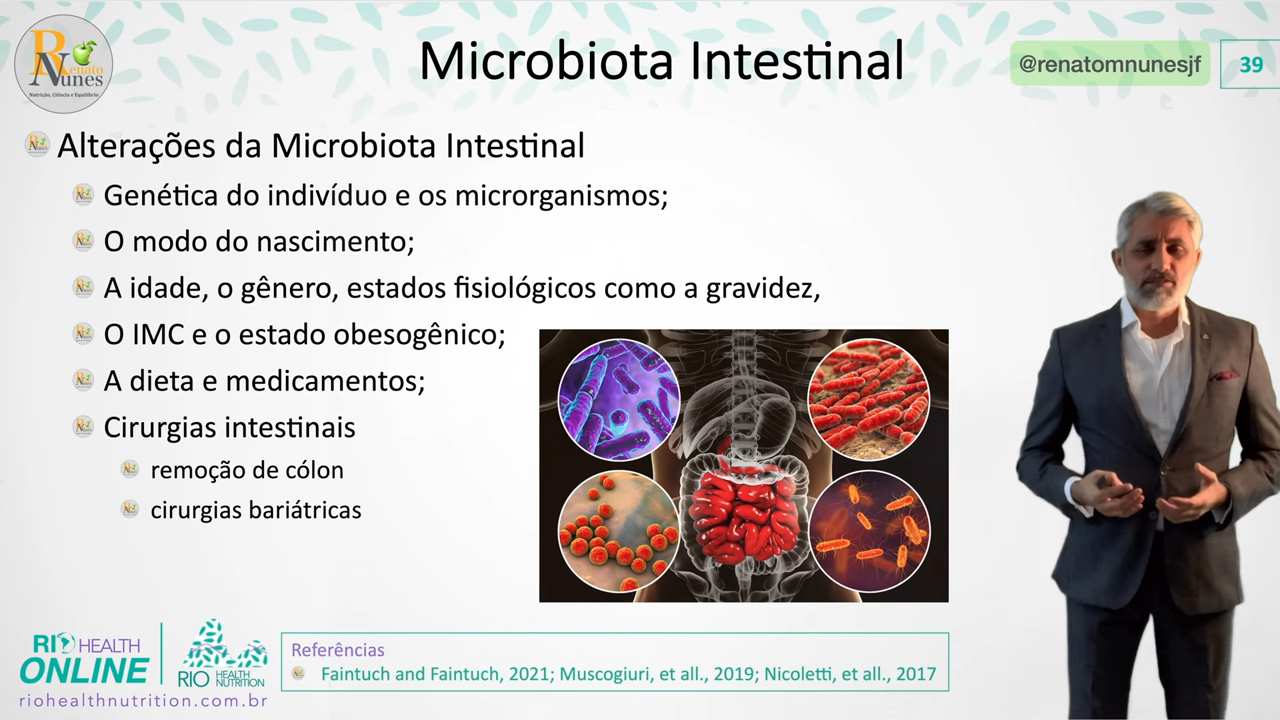 Renato
Nunes
Nutrição, Ciência e Equilíbrio
Microbiota Intestinal
@renatomnunesjf
39
Alterações da Microbiota Intestinal
Genética do indivíduo e os microrganismos;
O modo do nascimento;
A idade, o gênero, estados fisiológicos como a gravidez,
O IMC e o estado obesogênico;
A dieta e medicamentos;
Cirurgias intestinais
remoção de cólon
cirurgias bariátricas
RIO HEALTH
ONLINE
RIO HEALTH NUTRITION
riohealthnutrition.com.br
Referências
Faintuch and Faintuch, 2021; Muscogiuri, et all., 2019; Nicoletti, et all., 2017